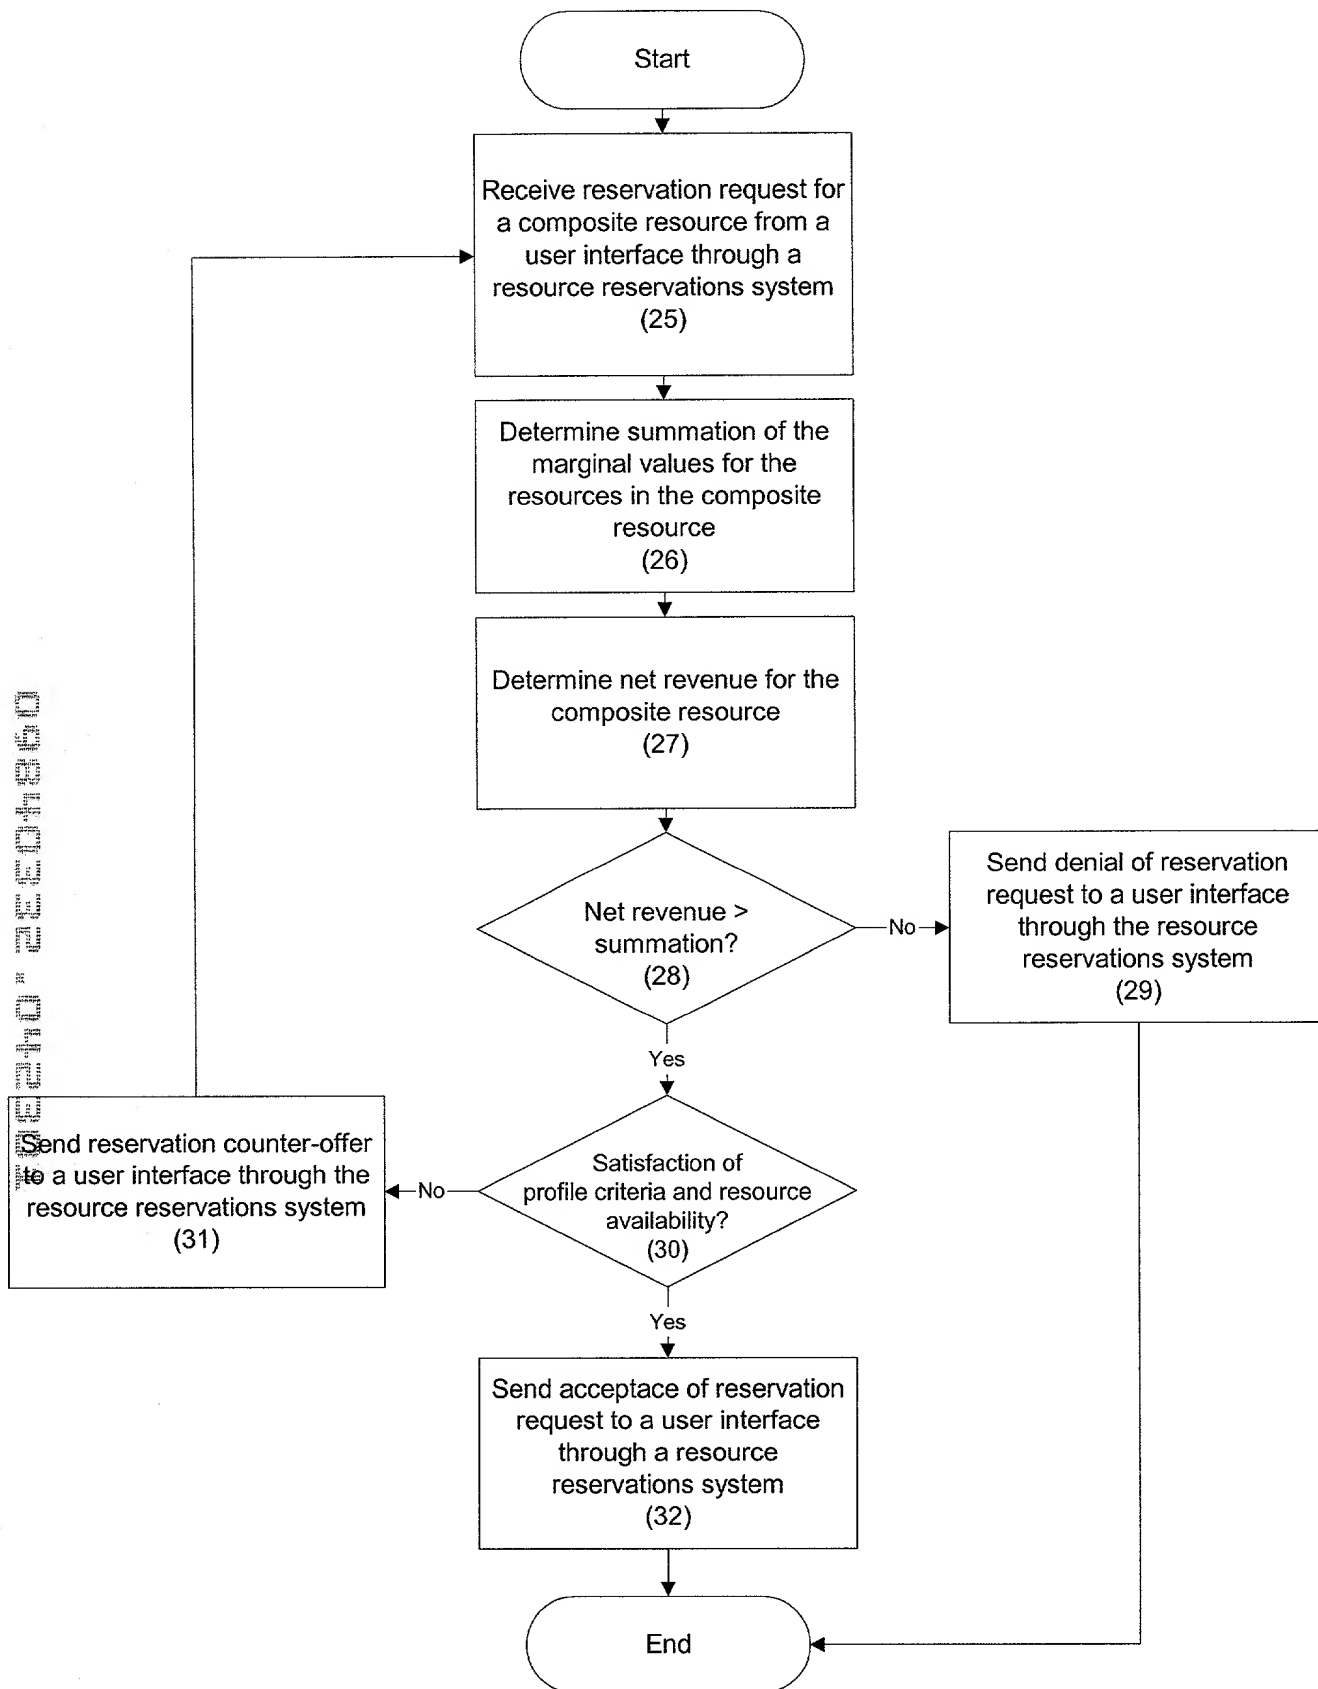 Start
Receive reservation request for
a composite resource from a
user interface through a
resource reservations system
(25)
Determine summation of the
marginal values for the
resources in the composite
resource
(26)
Determine net revenue for the
composite resource
(27)
Net revenue >
summation?
(28)
No
Send denial of reservation
request to a user interface
through the resource
reservations system
(29)
Yes
Satisfaction of
profile criteria and resource
availability?
(30)
No
Send reservation counter-offer
to a user interface through the
resource reservations system
(31)
Yes
Send acceptace of reservation
request to a user interface
through a resource
reservations system
(32)
End